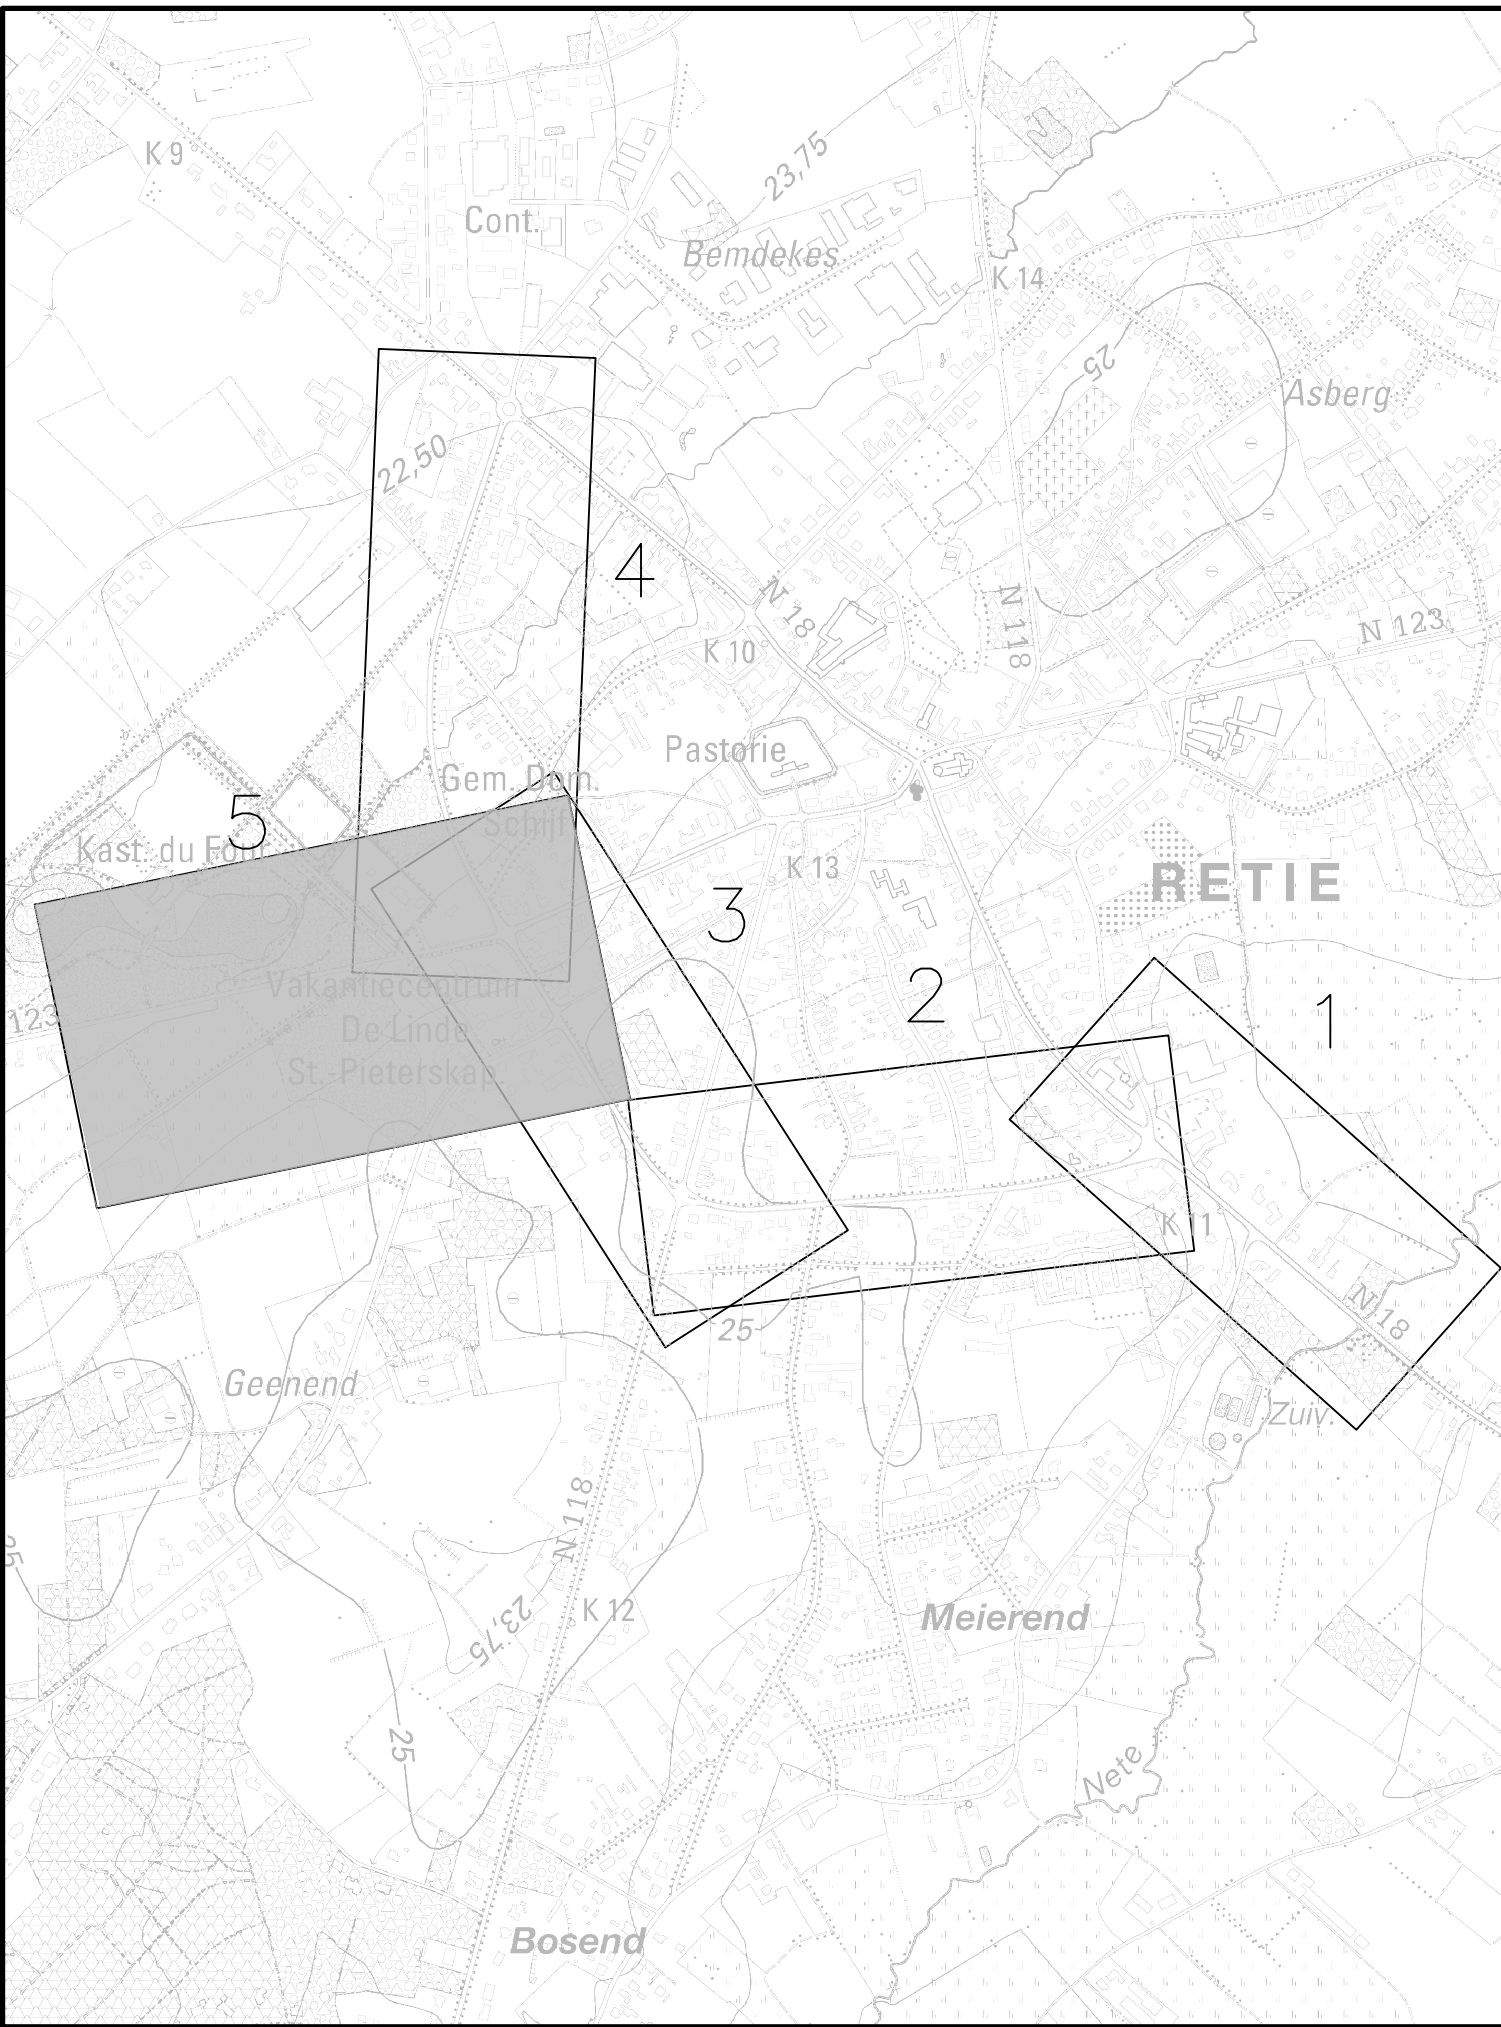 K 9
23,75
Cont.
Bemdekes
K 14
25
Asberg
22,50
4
N 18
N 118
N 123
K 10
Pastorie
Gem. Dom.
5
Schijf
Kast. du Four
K 13
RETIE
3
2
Vakantiecentrum
1
123
De Linde
St.-Pieterskap.
K 11
N 18
25
Geenend
Zuiv.
N 118
25
23,75
K 12
Meierend
25
Nete
Bosend